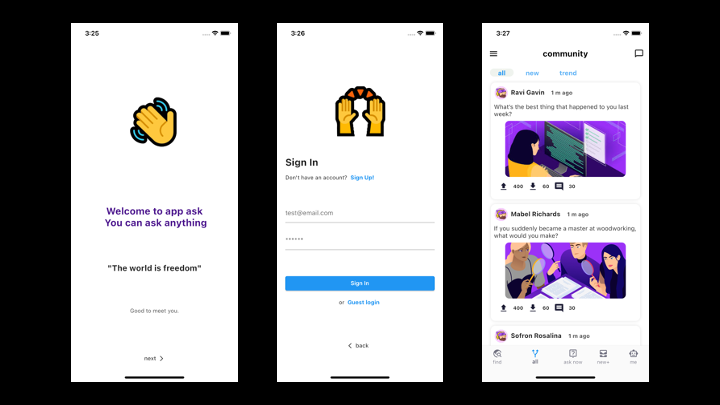 3:25
Welcome to app ask
You can ask anything
"The world is freedom"
Good to meet you.
next
3:26
Sign In
Don't have an account? Sign Up!
test@email.com
Sign In
or Guest login
back
3:27
community
all new trend
Ravi Gavin 1 m ago
What's the best thing that happened to you last
week?
400 60 30
Mabel Richards 1 m ago
If you suddenly became a master at woodworking,
what would you make?
400 60 30
Sofron Rosalina 1 m ago
find all ask now new+ me